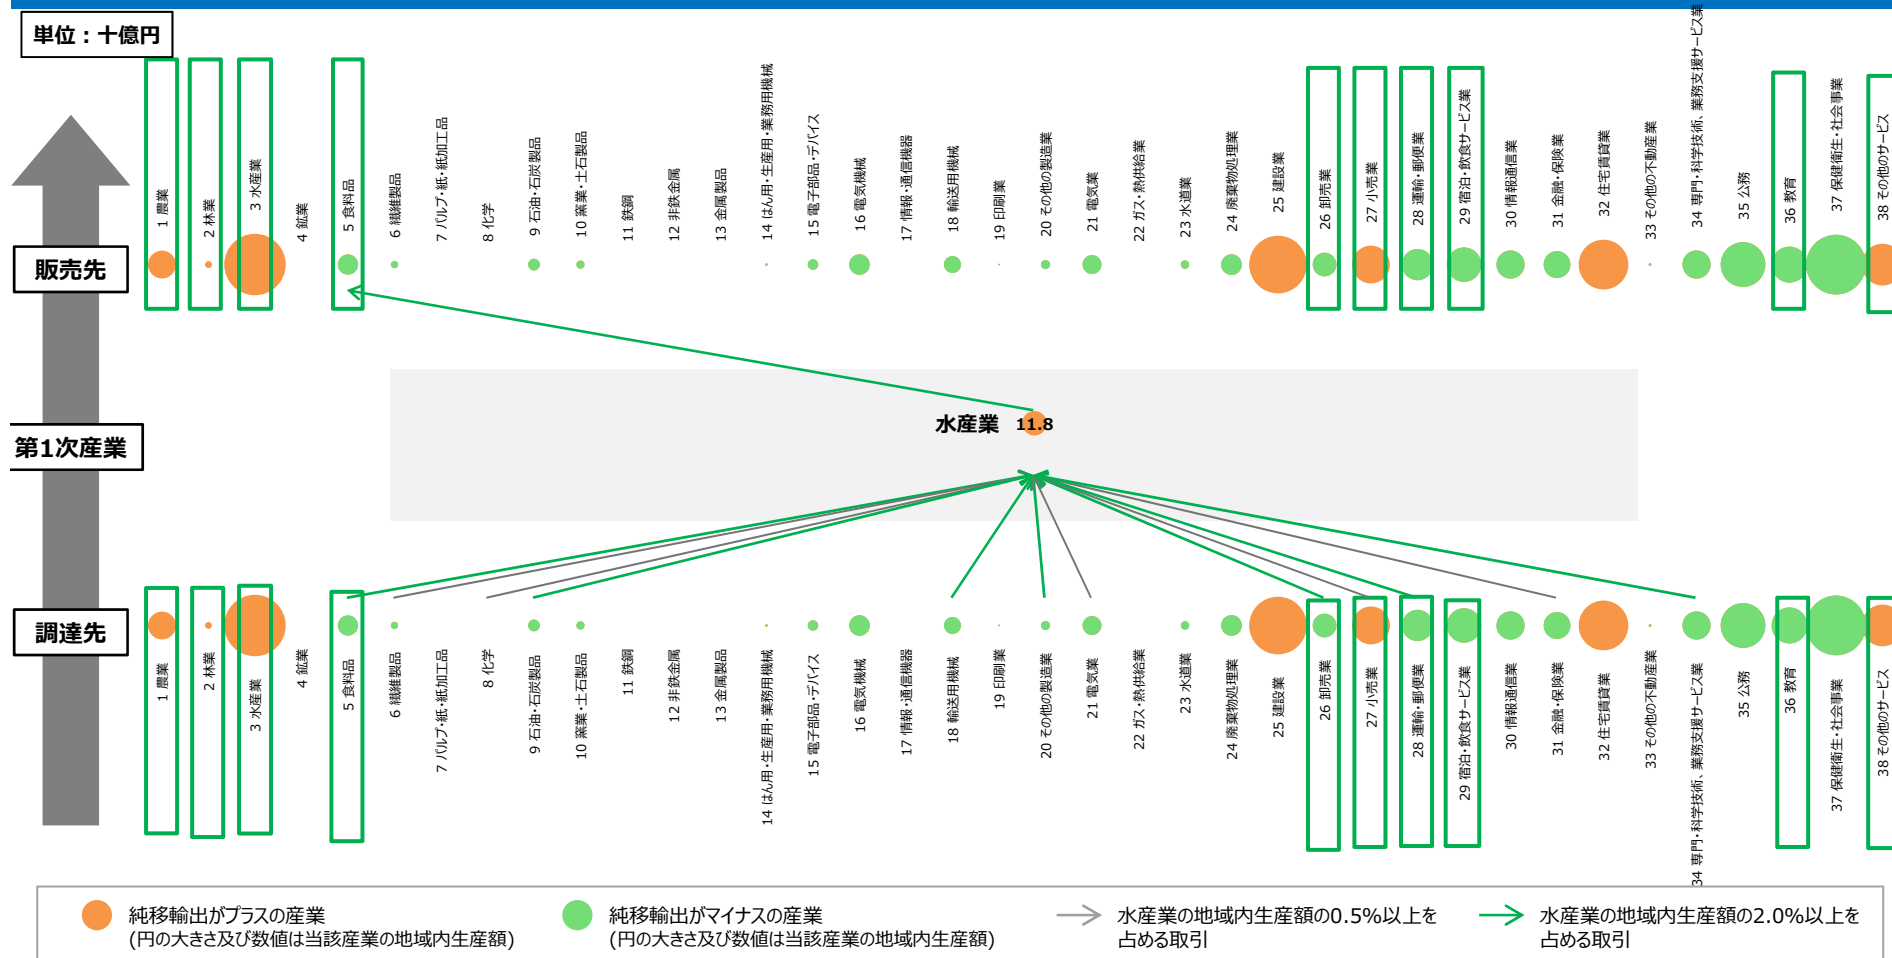 単位：十億円
1 農業
2 林業
3 水産業
4 鉱業
5 食料品
6 繊維製品
7 パルプ・紙・紙加工品
8 化学
9 石油・石炭製品
10 窯業・土石製品
11 鉄鋼
12 非鉄金属
13 金属製品
14 はん用・生産用・業務用機械
15 電子部品・デバイス
16 電気機械
17 情報・通信機器
18 輸送用機械
19 印刷業
20 その他の製造業
21 電気業
22 ガス・熱供給業
23 水道業
24 廃棄物処理業
25 建設業
26 卸売業
27 小売業
28 運輸・郵便業
29 宿泊・飲食サービス業
30 情報通信業
31 金融・保険業
32 住宅賃貸業
33 その他の不動産業
34 専門・科学技術、業務支援サービス業
35 公務
36 教育
37 保健衛生・社会事業
38 その他のサービス
販売先
水産業 11.8
第1次産業
調達先
1 農業
2 林業
3 水産業
4 鉱業
5 食料品
6 繊維製品
7 パルプ・紙・紙加工品
8 化学
9 石油・石炭製品
10 窯業・土石製品
11 鉄鋼
12 非鉄金属
13 金属製品
14 はん用・生産用・業務用機械
15 電子部品・デバイス
16 電気機械
17 情報・通信機器
18 輸送用機械
19 印刷業
20 その他の製造業
21 電気業
22 ガス・熱供給業
23 水道業
24 廃棄物処理業
25 建設業
26 卸売業
27 小売業
28 運輸・郵便業
29 宿泊・飲食サービス業
30 情報通信業
31 金融・保険業
32 住宅賃貸業
33 その他の不動産業
34 専門・科学技術、業務支援サービス業
35 公務
36 教育
37 保健衛生・社会事業
38 その他のサービス
純移輸出がプラスの産業
(円の大きさ及び数値は当該産業の地域内生産額)
純移輸出がマイナスの産業
(円の大きさ及び数値は当該産業の地域内生産額)
水産業の地域内生産額の0.5%以上を
占める取引
水産業の地域内生産額の2.0%以上を
占める取引